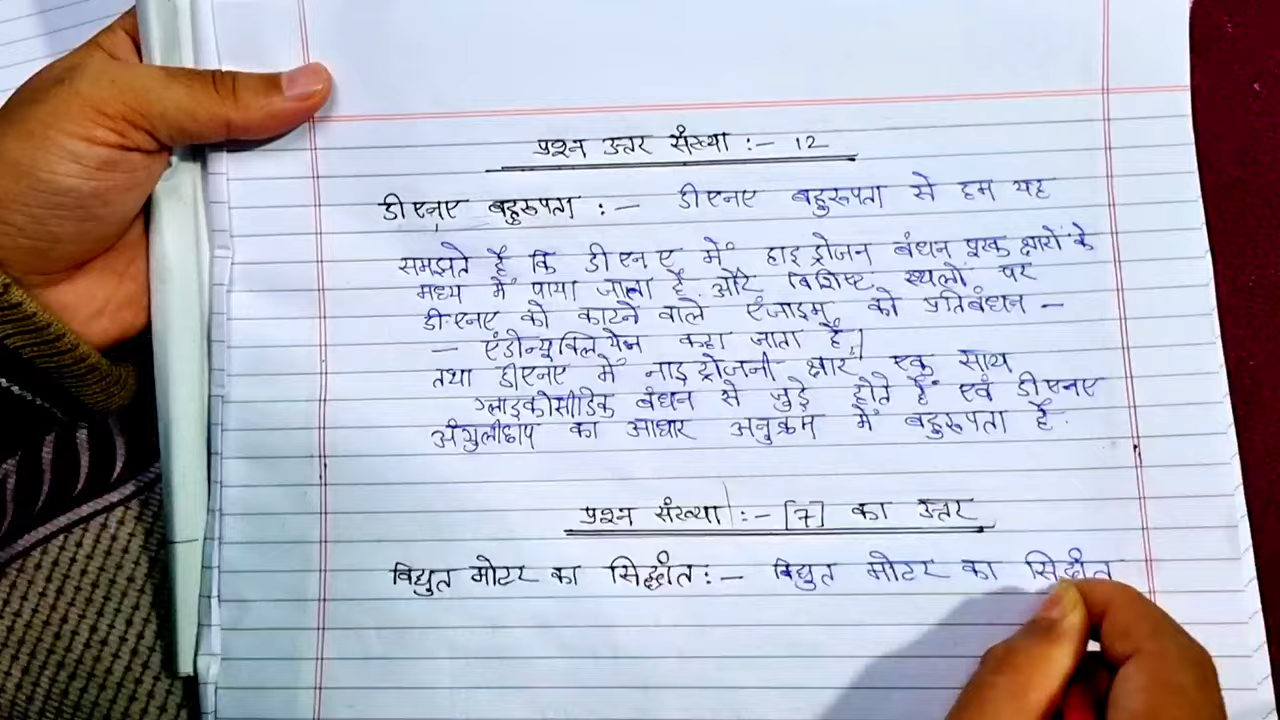 प्रश्न उत्तर संख्या :- 12
डीएनए बहुरूपता :- डीएनए बहुरूपता से हम यह
समझते हैं कि डीएनए में हाइड्रोजन बंधन पूरक क्षारों के
मध्य में पाया जाता है और विशिष्ट स्थलों पर
डीएनए को काटने वाले एंजाइम को प्रतिबंधन -
- एंडोन्यूक्लियेज कहा जाता है।
तथा डीएनए में नाइट्रोजनी क्षार एक साथ
ग्लाइकोसीडिक बंधन से जुड़े होते हैं एवं डीएनए
अंगुलीछाप का आधार अनुक्रम में बहुरूपता है.
प्रश्न संख्या :- [7] का उत्तर
विद्युत मोटर का सिद्धांत :- विद्युत मोटर का सिद्धांत